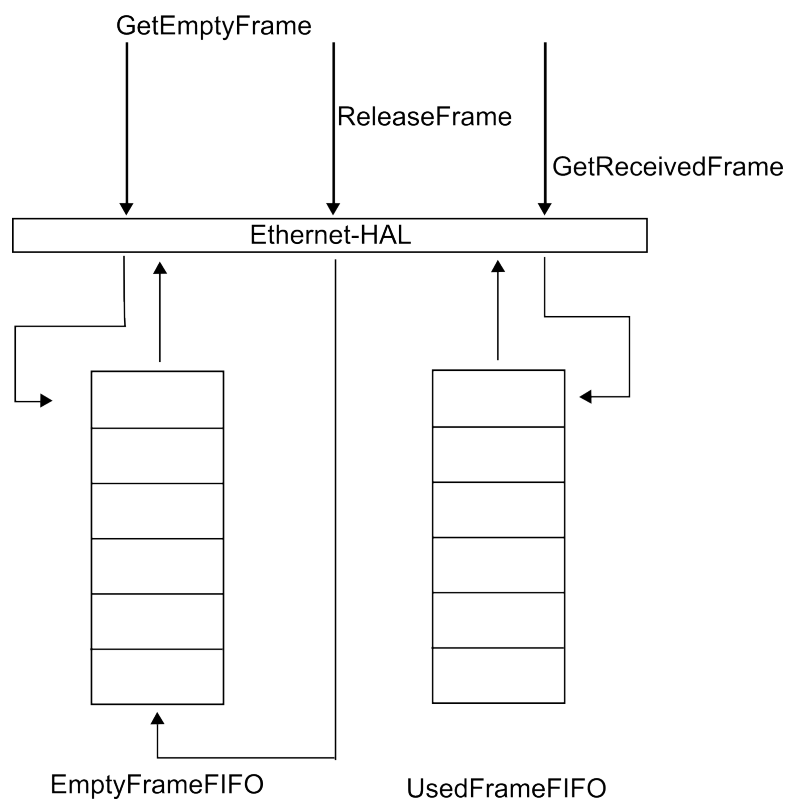 GetEmptyFrame
ReleaseFrame
GetReceivedFrame
Ethernet-HAL
EmptyFrameFIFO
UsedFrameFIFO